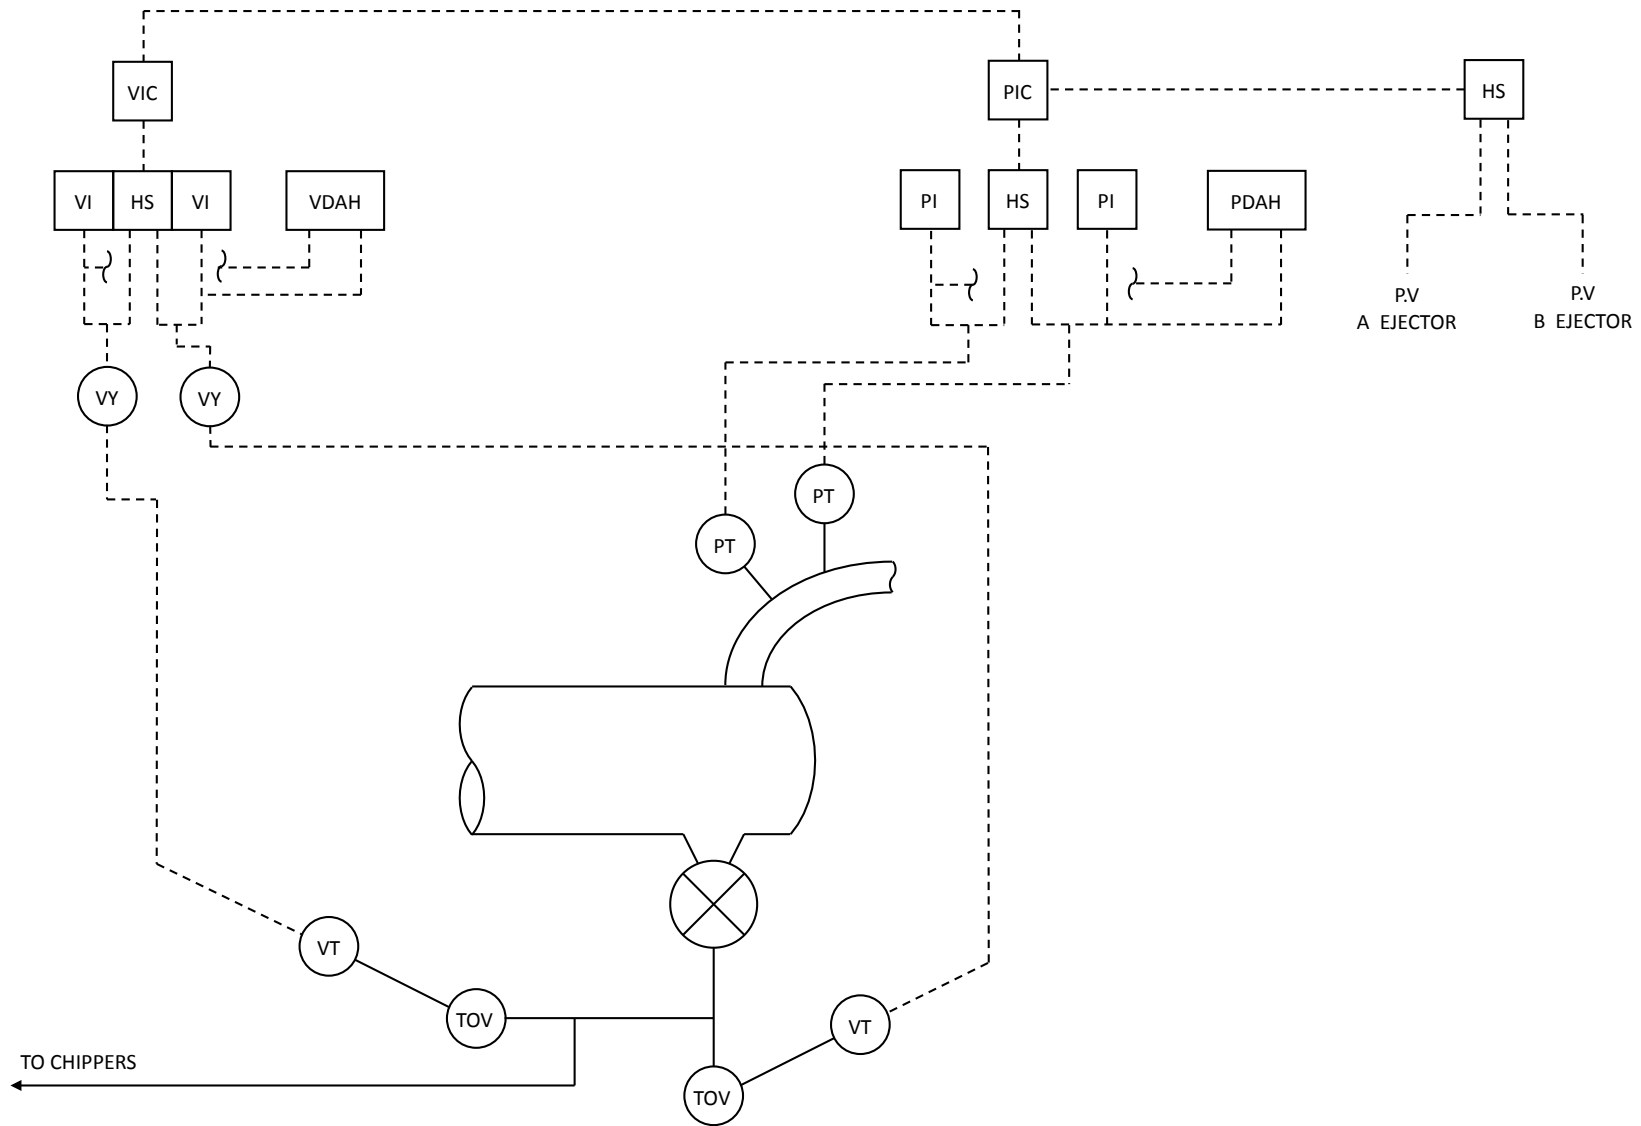 VIC
PIC
HS
VI
HS
VI
VDAH
PI
HS
PI
PDAH
P.V
A EJECTOR
P.V
B EJECTOR
VY
VY
PT
PT
VT
TOV
VT
TO CHIPPERS
TOV